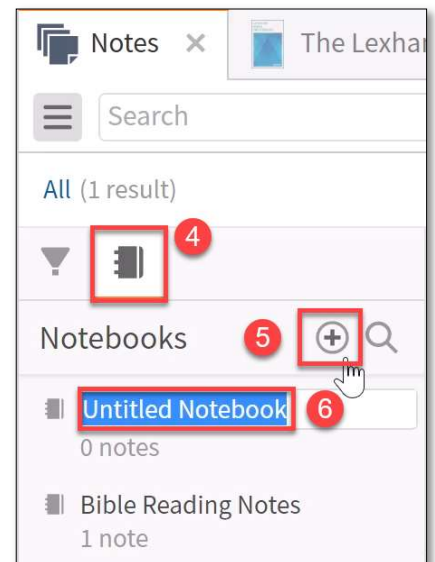 Notes × The Lexha
Search
All (1 result)
4
Notebooks 5
Untitled Notebook 6
0 notes
Bible Reading Notes
1 note